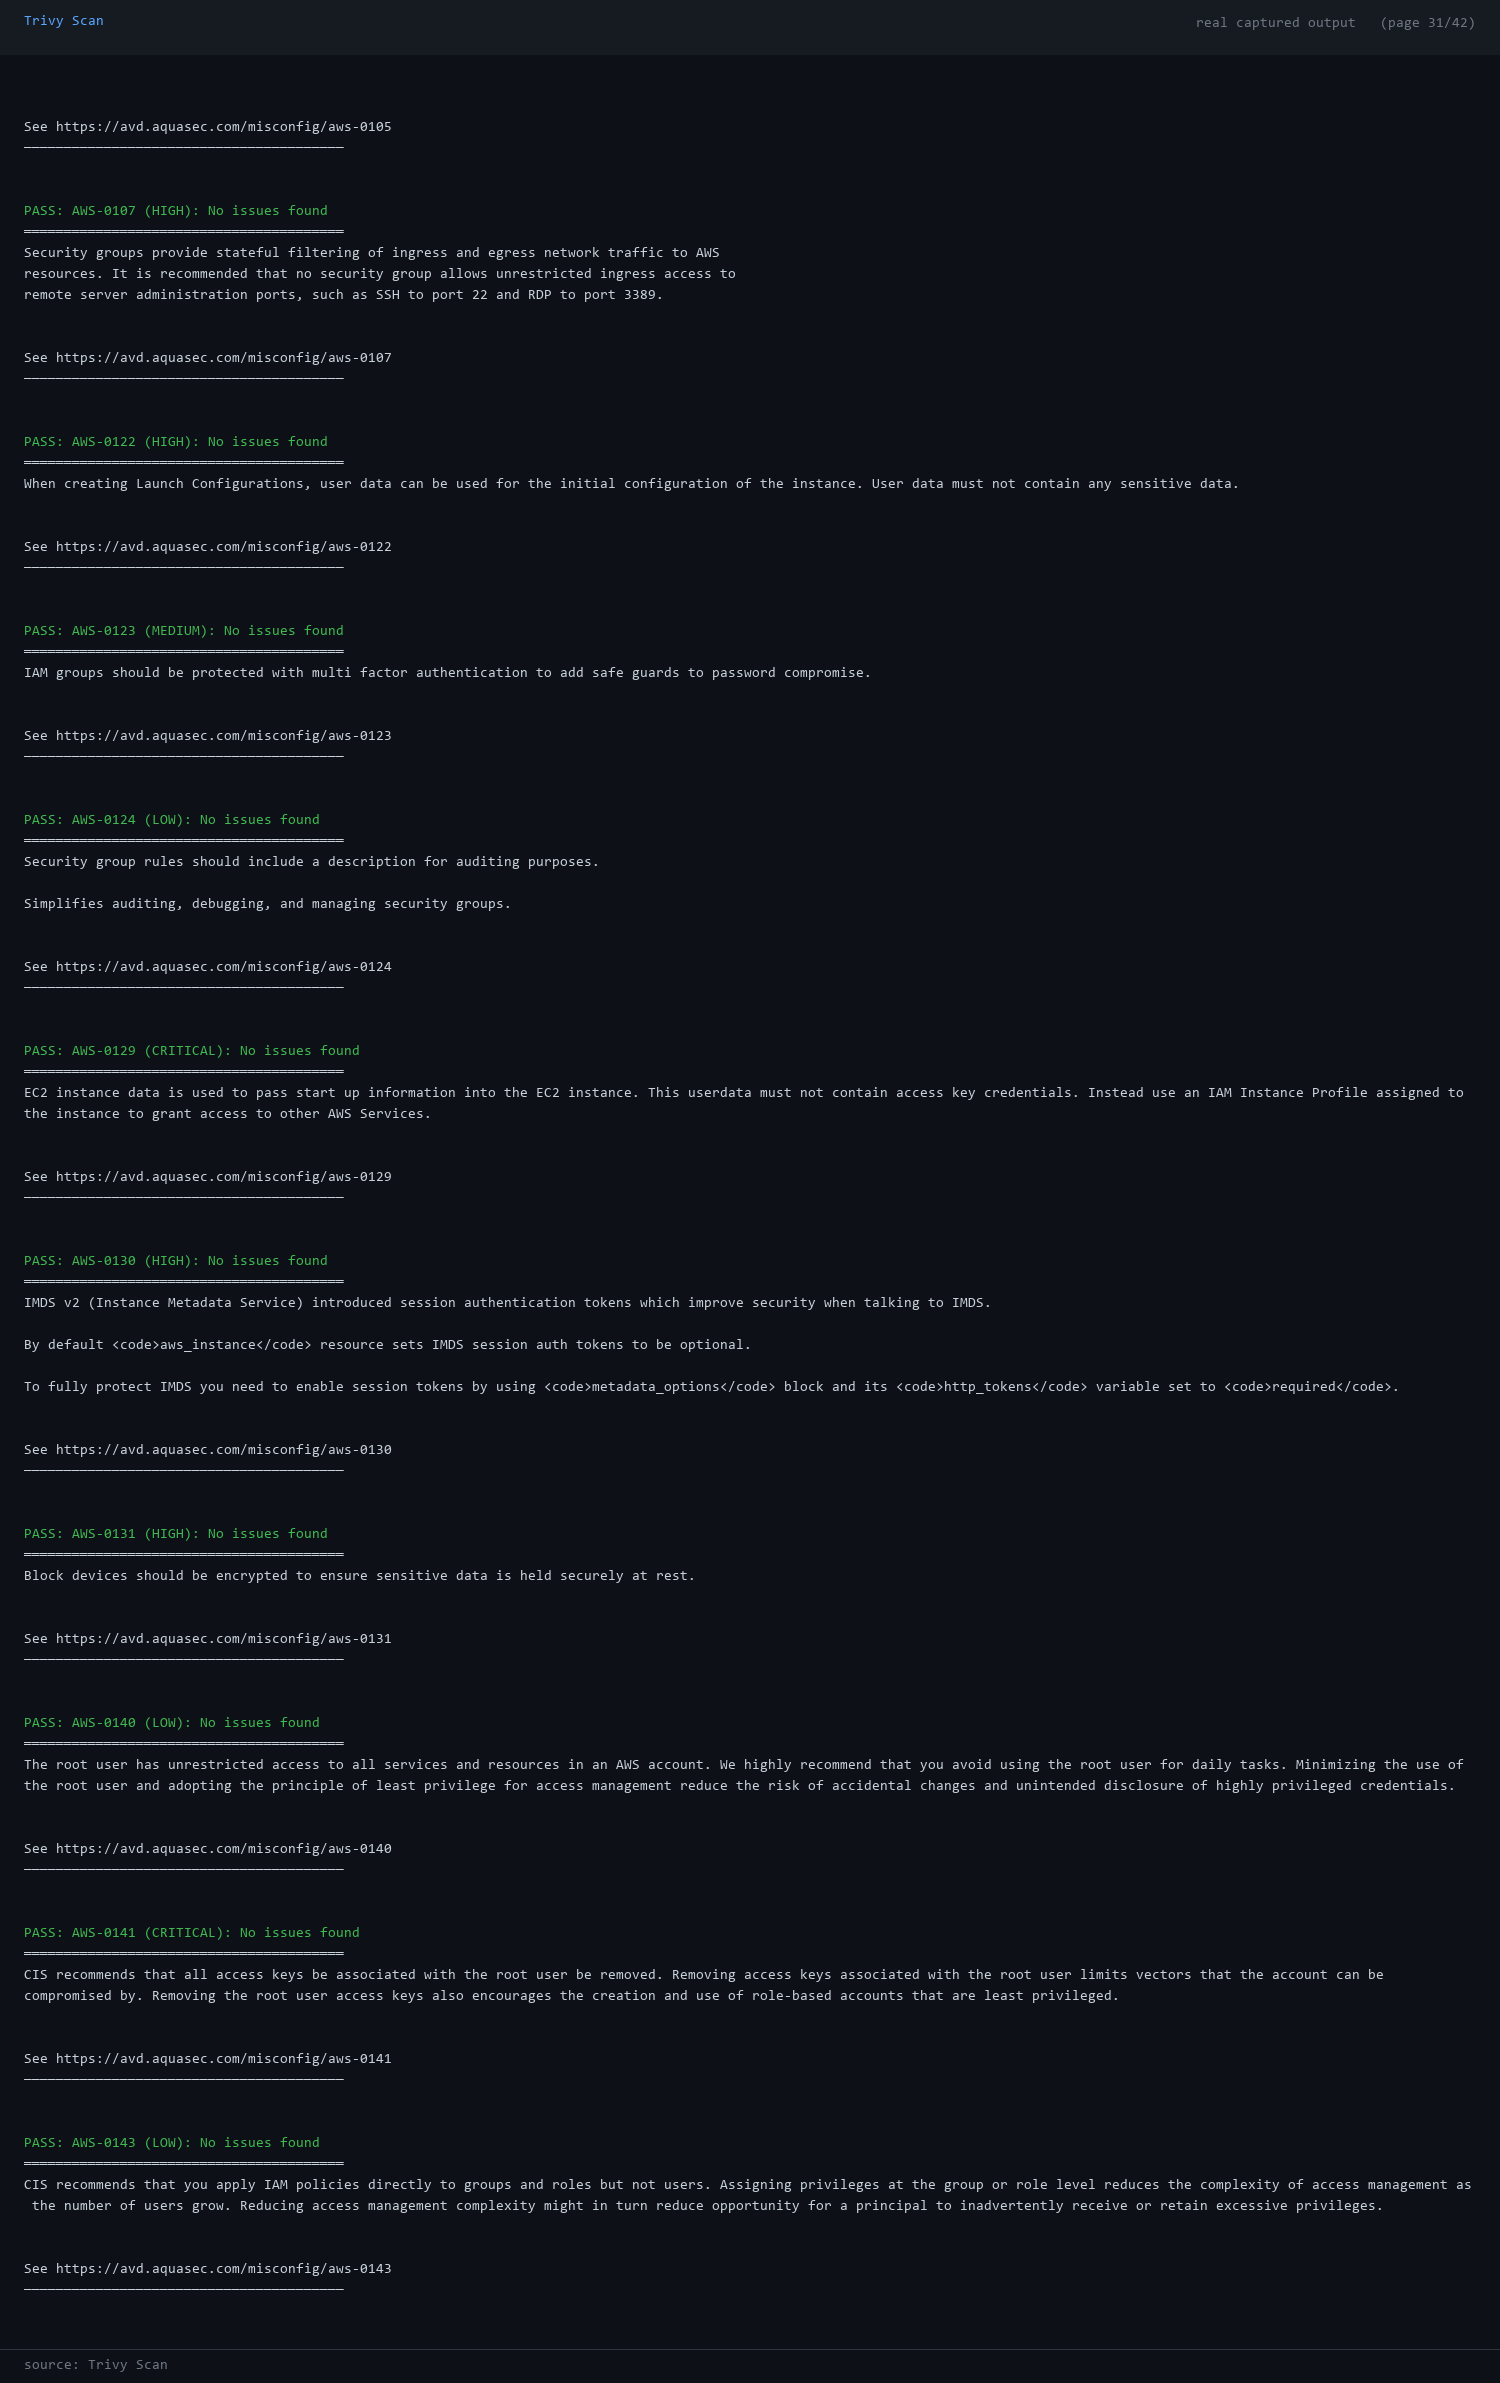 Trivy Scan
real captured output   (page 31/42)
See https://avd.aquasec.com/misconfig/aws-0105
────────────────────────────────────────
PASS: AWS-0107 (HIGH): No issues found
════════════════════════════════════════
Security groups provide stateful filtering of ingress and egress network traffic to AWS
resources. It is recommended that no security group allows unrestricted ingress access to
remote server administration ports, such as SSH to port 22 and RDP to port 3389.
See https://avd.aquasec.com/misconfig/aws-0107
────────────────────────────────────────
PASS: AWS-0122 (HIGH): No issues found
════════════════════════════════════════
When creating Launch Configurations, user data can be used for the initial configuration of the instance. User data must not contain any sensitive data.
See https://avd.aquasec.com/misconfig/aws-0122
────────────────────────────────────────
PASS: AWS-0123 (MEDIUM): No issues found
════════════════════════════════════════
IAM groups should be protected with multi factor authentication to add safe guards to password compromise.
See https://avd.aquasec.com/misconfig/aws-0123
────────────────────────────────────────
PASS: AWS-0124 (LOW): No issues found
════════════════════════════════════════
Security group rules should include a description for auditing purposes.
Simplifies auditing, debugging, and managing security groups.
See https://avd.aquasec.com/misconfig/aws-0124
────────────────────────────────────────
PASS: AWS-0129 (CRITICAL): No issues found
════════════════════════════════════════
EC2 instance data is used to pass start up information into the EC2 instance. This userdata must not contain access key credentials. Instead use an IAM Instance Profile assigned to
the instance to grant access to other AWS Services.
See https://avd.aquasec.com/misconfig/aws-0129
────────────────────────────────────────
PASS: AWS-0130 (HIGH): No issues found
════════════════════════════════════════
IMDS v2 (Instance Metadata Service) introduced session authentication tokens which improve security when talking to IMDS.
By default <code>aws_instance</code> resource sets IMDS session auth tokens to be optional.
To fully protect IMDS you need to enable session tokens by using <code>metadata_options</code> block and its <code>http_tokens</code> variable set to <code>required</code>.
See https://avd.aquasec.com/misconfig/aws-0130
────────────────────────────────────────
PASS: AWS-0131 (HIGH): No issues found
════════════════════════════════════════
Block devices should be encrypted to ensure sensitive data is held securely at rest.
See https://avd.aquasec.com/misconfig/aws-0131
────────────────────────────────────────
PASS: AWS-0140 (LOW): No issues found
════════════════════════════════════════
The root user has unrestricted access to all services and resources in an AWS account. We highly recommend that you avoid using the root user for daily tasks. Minimizing the use of
the root user and adopting the principle of least privilege for access management reduce the risk of accidental changes and unintended disclosure of highly privileged credentials.
See https://avd.aquasec.com/misconfig/aws-0140
────────────────────────────────────────
PASS: AWS-0141 (CRITICAL): No issues found
════════════════════════════════════════
CIS recommends that all access keys be associated with the root user be removed. Removing access keys associated with the root user limits vectors that the account can be
compromised by. Removing the root user access keys also encourages the creation and use of role-based accounts that are least privileged.
See https://avd.aquasec.com/misconfig/aws-0141
────────────────────────────────────────
PASS: AWS-0143 (LOW): No issues found
════════════════════════════════════════
CIS recommends that you apply IAM policies directly to groups and roles but not users. Assigning privileges at the group or role level reduces the complexity of access management as
 the number of users grow. Reducing access management complexity might in turn reduce opportunity for a principal to inadvertently receive or retain excessive privileges.
See https://avd.aquasec.com/misconfig/aws-0143
────────────────────────────────────────
source: Trivy Scan